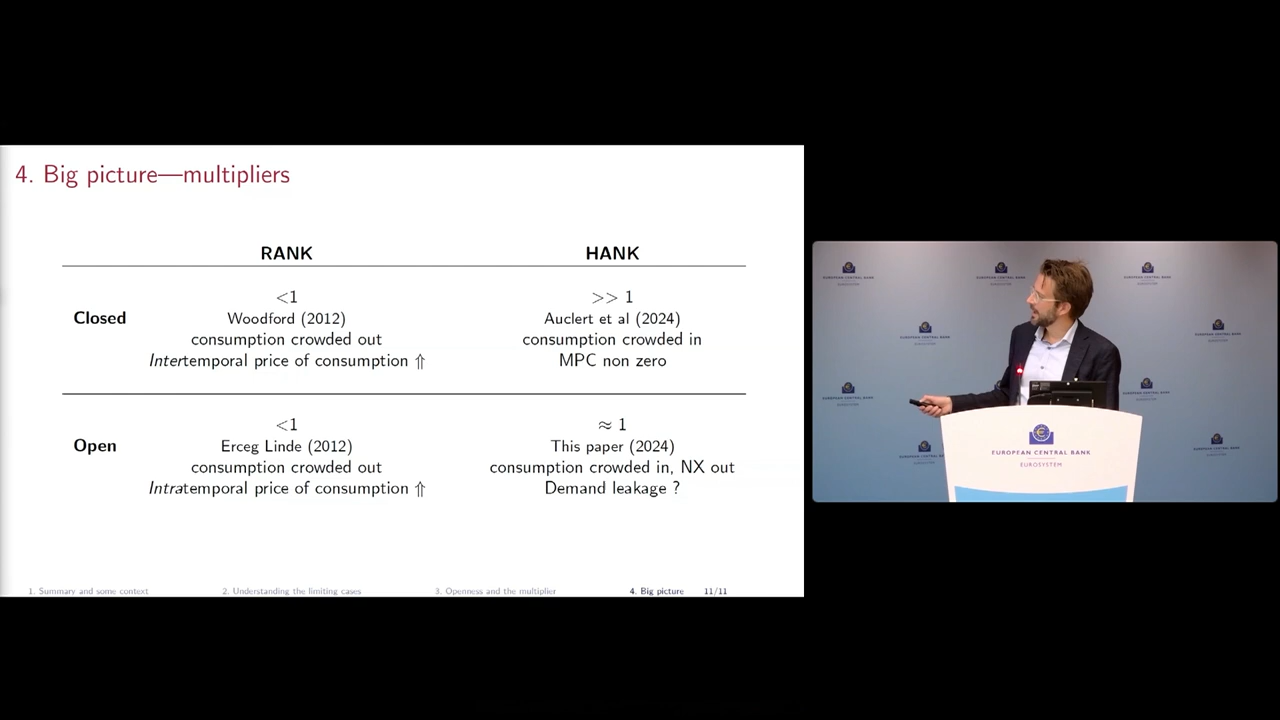 4. Big picture—multipliers
RANK HANK
<1 >> 1
Closed Woodford (2012) Auclert et al (2024)
consumption crowded out consumption crowded in
Intertemporal price of consumption ⇑ MPC non zero
<1 ≈ 1
Open Erceg Linde (2012) This paper (2024)
consumption crowded out consumption crowded in, NX out
Intratemporal price of consumption ⇑ Demand leakage ?
1. Summary and some context 2. Understanding the limiting cases 3. Openness and the multiplier 4. Big picture 11/11
EUROPEAN CENTRAL BANK
EUROSYSTEM